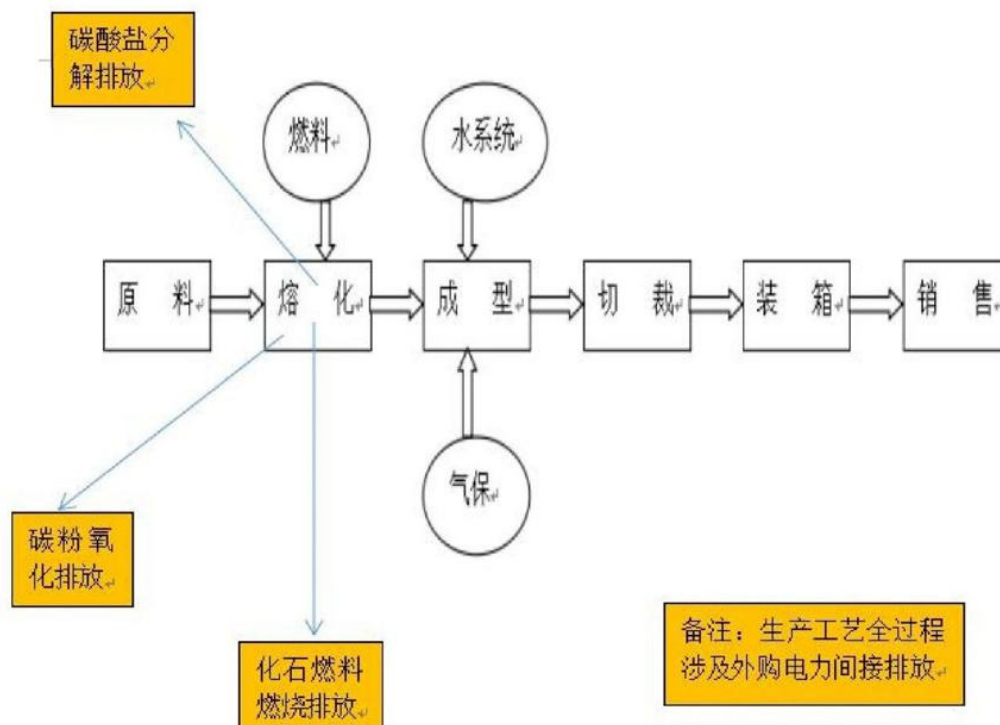 碳酸盐分
解排放
燃料
水系统
原 料
熔 化
成 型
切 裁
装 箱
销 售
气保
碳粉氧
化排放
化石燃料
燃烧排放
备注：生产工艺全过程
涉及外购电力间接排放